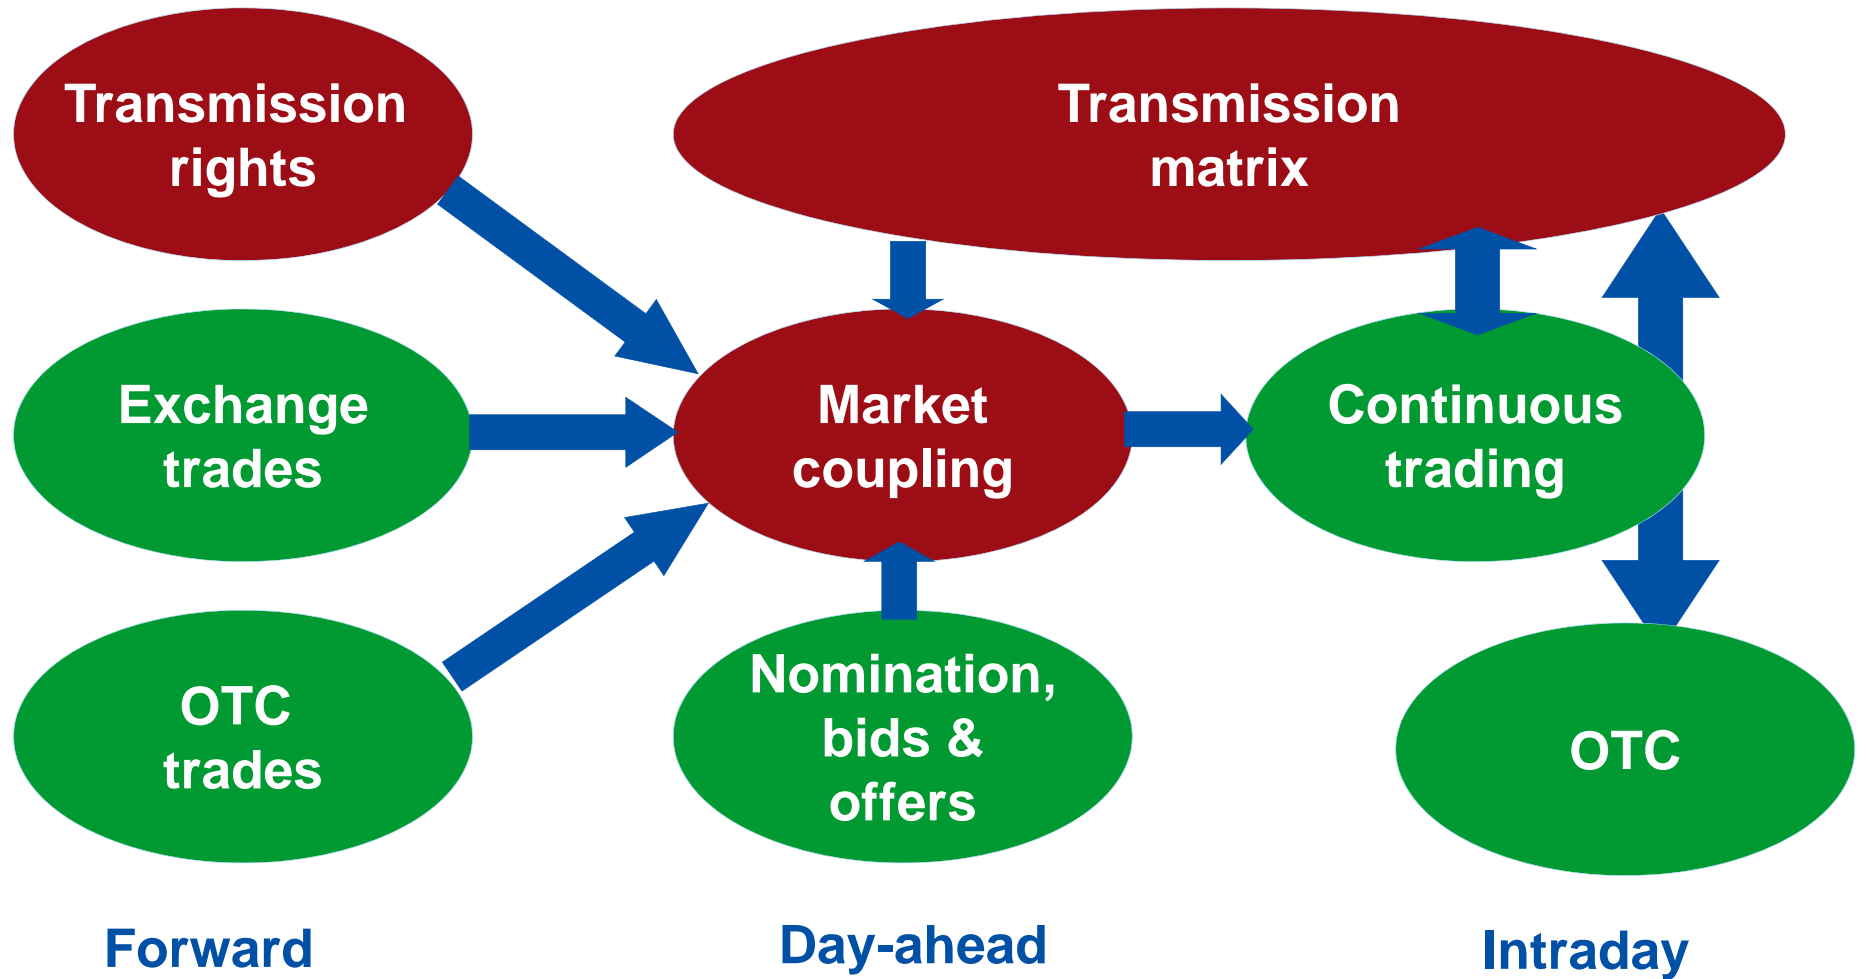 Transmission
rights
Transmission
matrix
Exchange
trades
Market
coupling
Continuous
trading
OTC
trades
Nomination,
bids &
offers
OTC
Forward
Day-ahead
Intraday